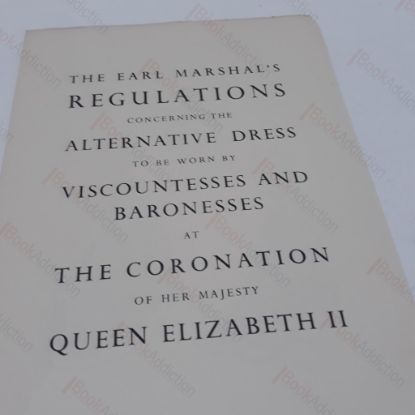 THE EARL MARSHAL'S
REGULATIONS
CONCERNING THE
ALTERNATIVE DRESS
TO BE WORN BY
VISCOUNTESSES AND
BARONESSES
AT
THE CORONATION
OF HER MAJESTY
QUEEN ELIZABETH II
BookAddiction